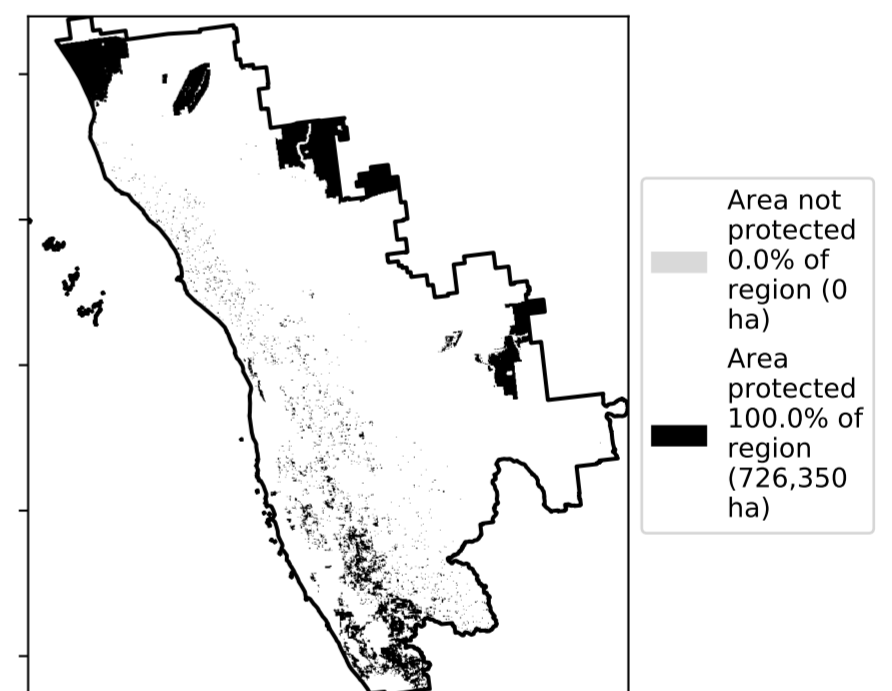 Area not
protected
0.0% of
region (0
ha)
Area
protected
100.0% of
region
(726,350
ha)